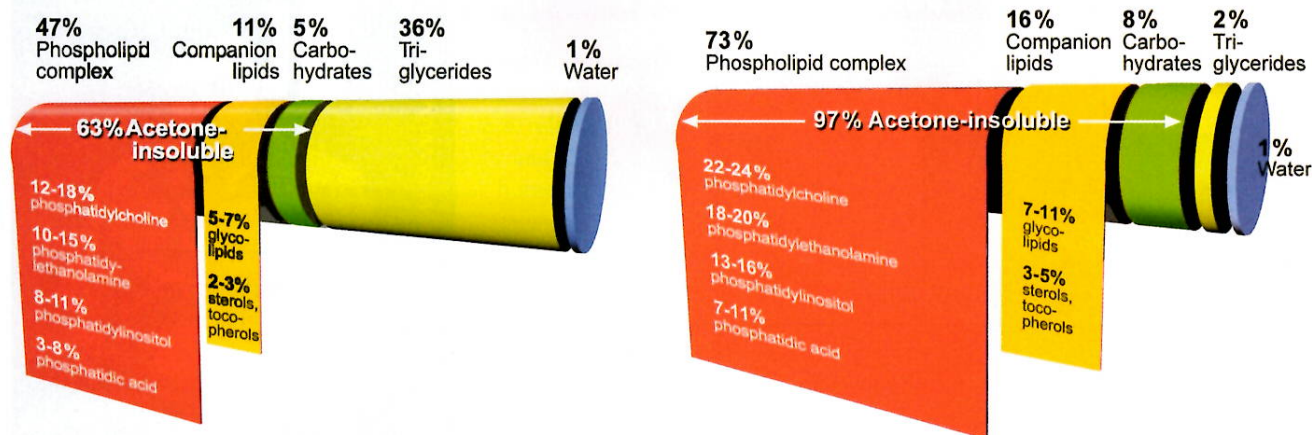 47%
Phospholipid
complex
11%
Companion
lipids
5%
Carbo-
hydrates
36%
Tri-
glycerides
1%
Water
63% Acetone-
insoluble
12-18%
phosphatidylcholine
10-15%
phosphatidy-
lethanolamine
8-11%
phosphatidylinositol
3-8%
phosphatidic acid
5-7%
glyco-
lipids
2-3%
sterols,
toco-
pherols
73%
Phospholipid complex
16%
Companion
lipids
8%
Carbo-
hydrates
2%
Tri-
glycerides
1%
Water
97% Acetone-insoluble
22-24%
phosphatidylcholine
18-20%
phosphatidylethanolamine
13-16%
phosphatidylinositol
7-11%
phosphatidic acid
7-11%
glyco-
lipids
3-5%
sterols,
toco-
pherols